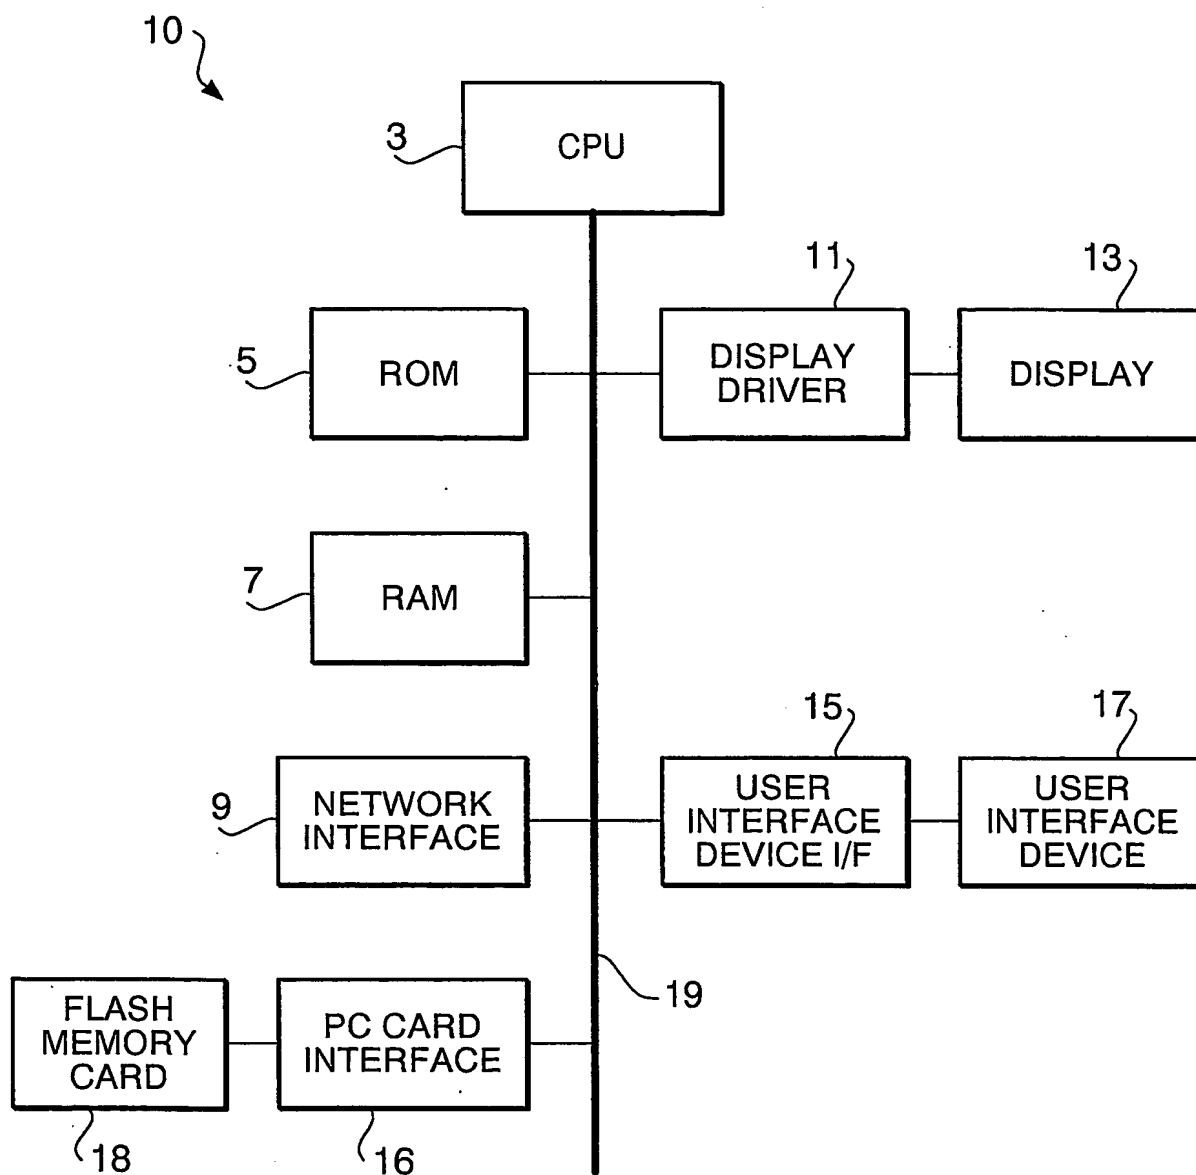 10
3
CPU
11
13
5
ROM
DISPLAY
DRIVER
DISPLAY
7
RAM
15
17
9
NETWORK
INTERFACE
USER
INTERFACE
DEVICE I/F
USER
INTERFACE
DEVICE
19
FLASH
MEMORY
CARD
PC CARD
INTERFACE
18
16